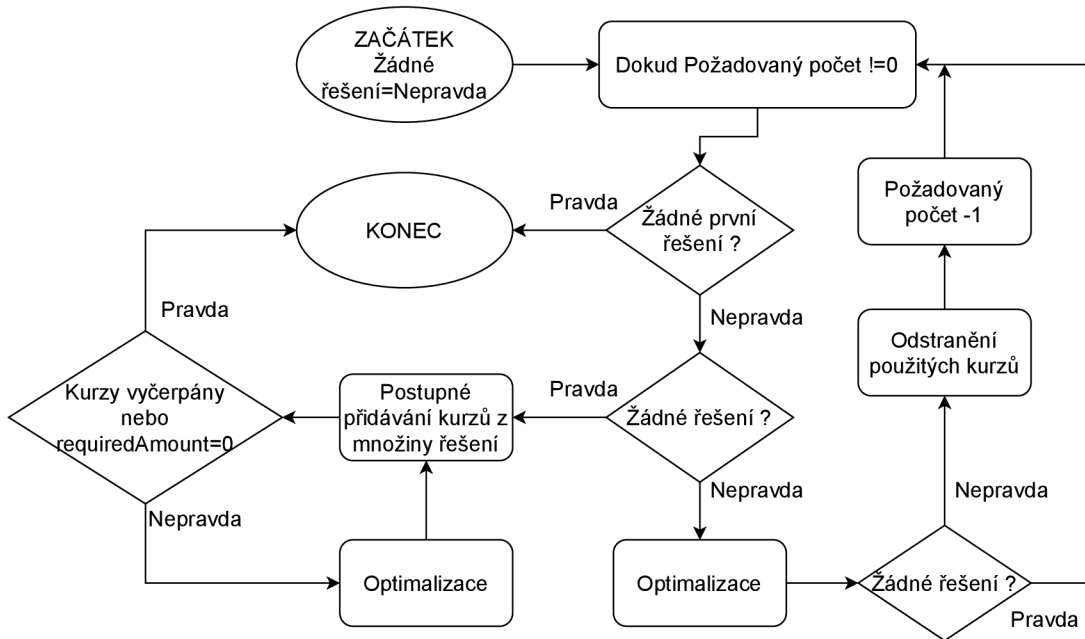 ZAČÁTEK
Žádné
řešení=Nepravda
Dokud Požadovaný počet !=0
Pravda
Žádné první
řešení ?
KONEC
Požadovaný
počet -1
Pravda
Nepravda
Odstranění
použitých kurzů
Kurzy vyčerpány
nebo
requiredAmount=0
Postupné
přidávání kurzů z
množiny řešení
Pravda
Žádné řešení ?
Nepravda
Nepravda
Nepravda
Optimalizace
Optimalizace
Žádné řešení ?
Pravda